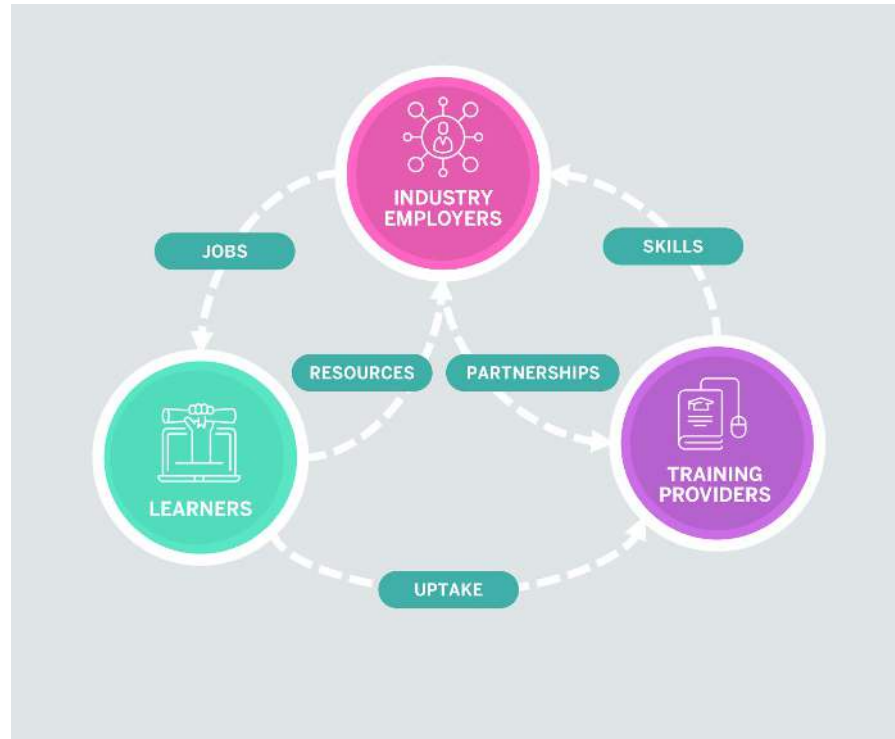 INDUSTRY
EMPLOYERS
JOBS
SKILLS
RESOURCES
PARTNERSHIPS
LEARNERS
TRAINING
PROVIDERS
UPTAKE